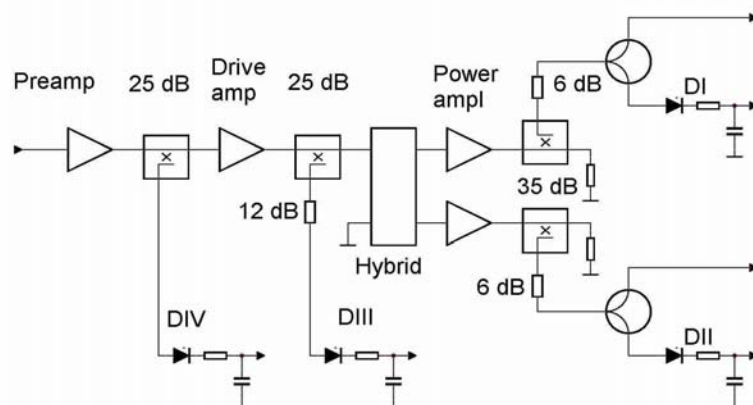 Preamp
25 dB
Drive
amp
25 dB
Power
ampl
6 dB
DI
12 dB
35 dB
Hybrid
6 dB
DIV
DIII
DII